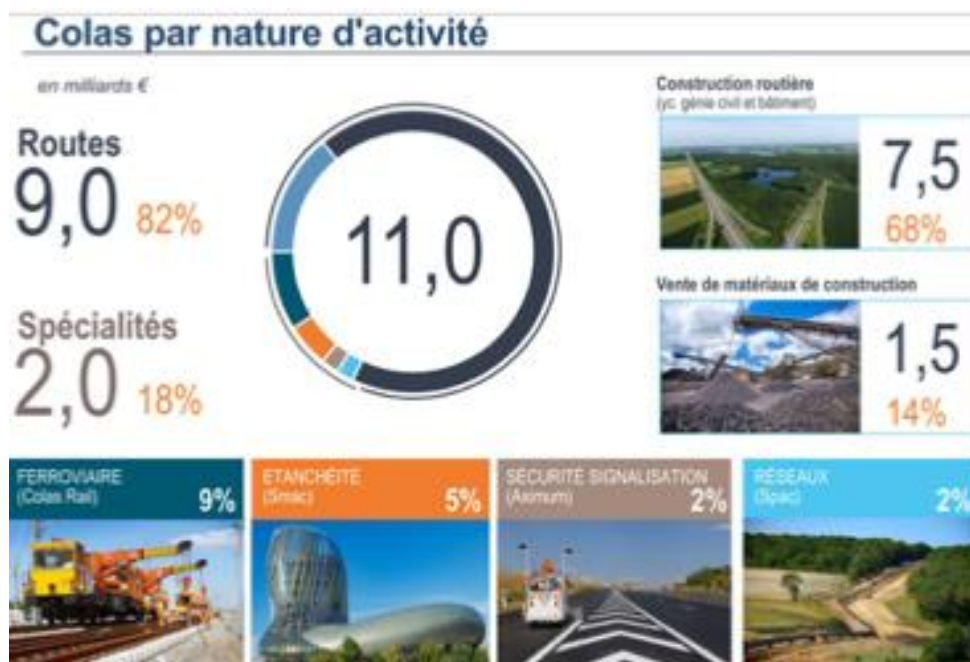 Colas par nature d'activité
en milliards €
Routes
9,0 82%
Spécialités
2,0 18%
11,0
Construction routière
(yc. génie civil et bâtiment)
7,5
68%
Vente de matériaux de construction
1,5
14%
FERROVIAIRE
(Colas Rail) 9%
ETANCHÉITÉ
(Smac) 5%
SÉCURITÉ SIGNALISATION
(Aximum) 2%
RÉSEAUX
(Spac) 2%